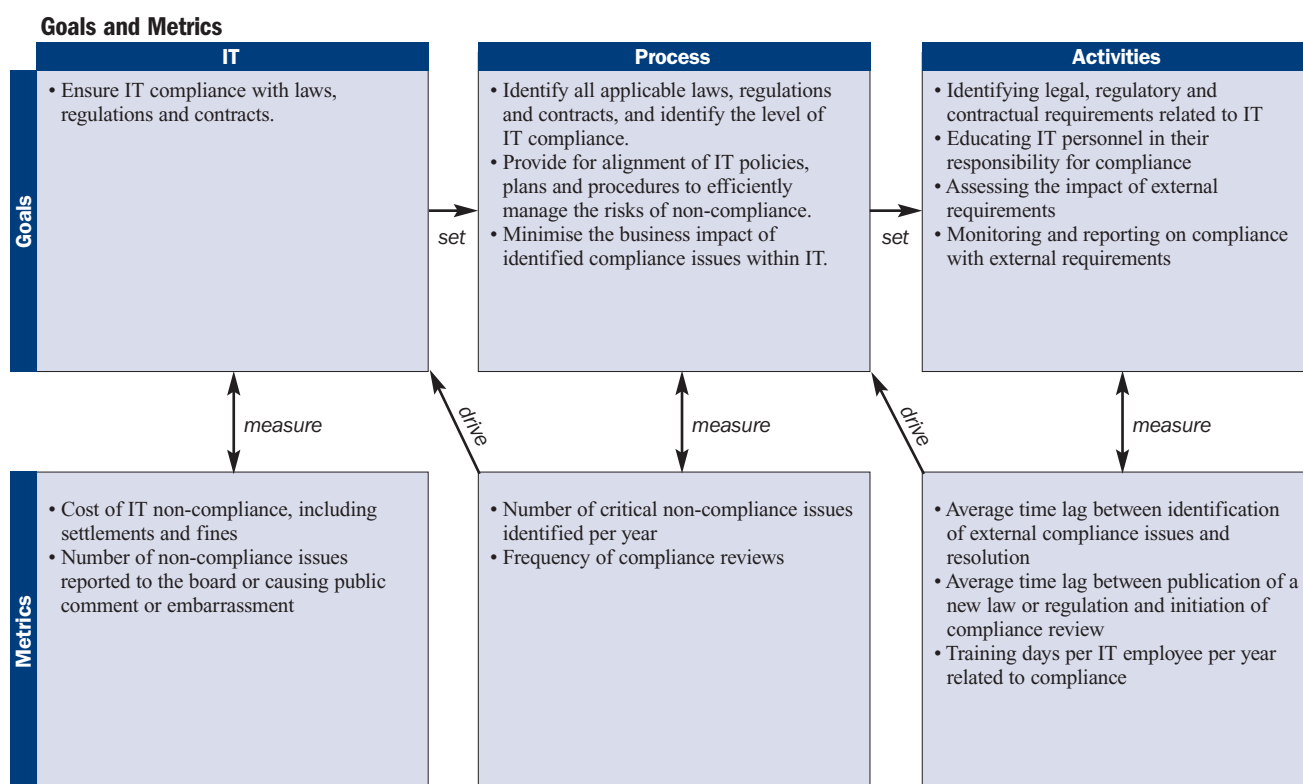 Goals and Metrics
IT
Process
Activities
Goals
• Ensure IT compliance with laws,
regulations and contracts.
set
• Identify all applicable laws, regulations
and contracts, and identify the level of
IT compliance.
• Provide for alignment of IT policies,
plans and procedures to efficiently
manage the risks of non-compliance.
• Minimise the business impact of
identified compliance issues within IT.
set
• Identifying legal, regulatory and
contractual requirements related to IT
• Educating IT personnel in their
responsibility for compliance
• Assessing the impact of external
requirements
• Monitoring and reporting on compliance
with external requirements
measure
drive
measure
drive
measure
Metrics
• Cost of IT non-compliance, including
settlements and fines
• Number of non-compliance issues
reported to the board or causing public
comment or embarrassment
• Number of critical non-compliance issues
identified per year
• Frequency of compliance reviews
• Average time lag between identification
of external compliance issues and
resolution
• Average time lag between publication of a
new law or regulation and initiation of
compliance review
• Training days per IT employee per year
related to compliance